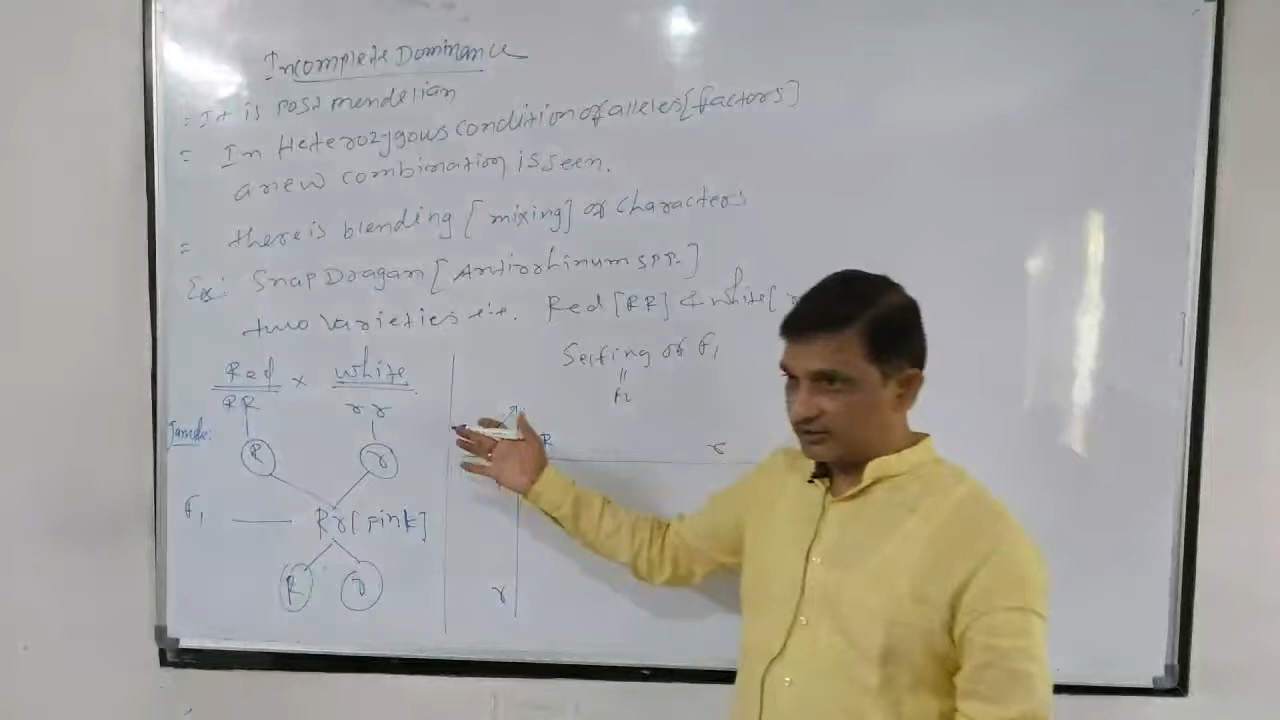 Incomplete Dominance
= It is Post mendelian
= In Heterozygous condition of alleles [factors]
a new combination is seen.
= there is blending [mixing] of characters
Ex: Snap Dragan [Antirrhinum SPP.]
two varieties i.e. Red [RR] & white [
Red × white
RR rr
R r
F1 Rr [pink]
R r
Selfing of F1
=
F2
R r
r